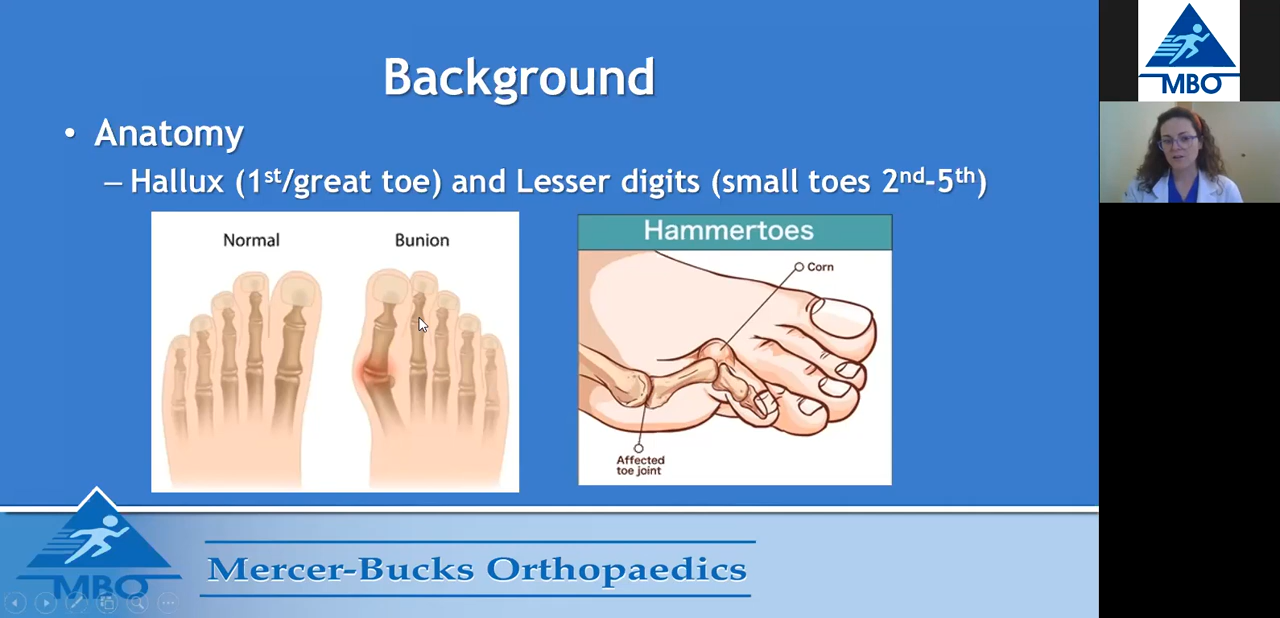 Background
• Anatomy
– Hallux (1st/great toe) and Lesser digits (small toes 2nd-5th)
Normal
Bunion
Hammertoes
Corn
Affected
toe joint
MBO
Mercer-Bucks Orthopaedics
MBO